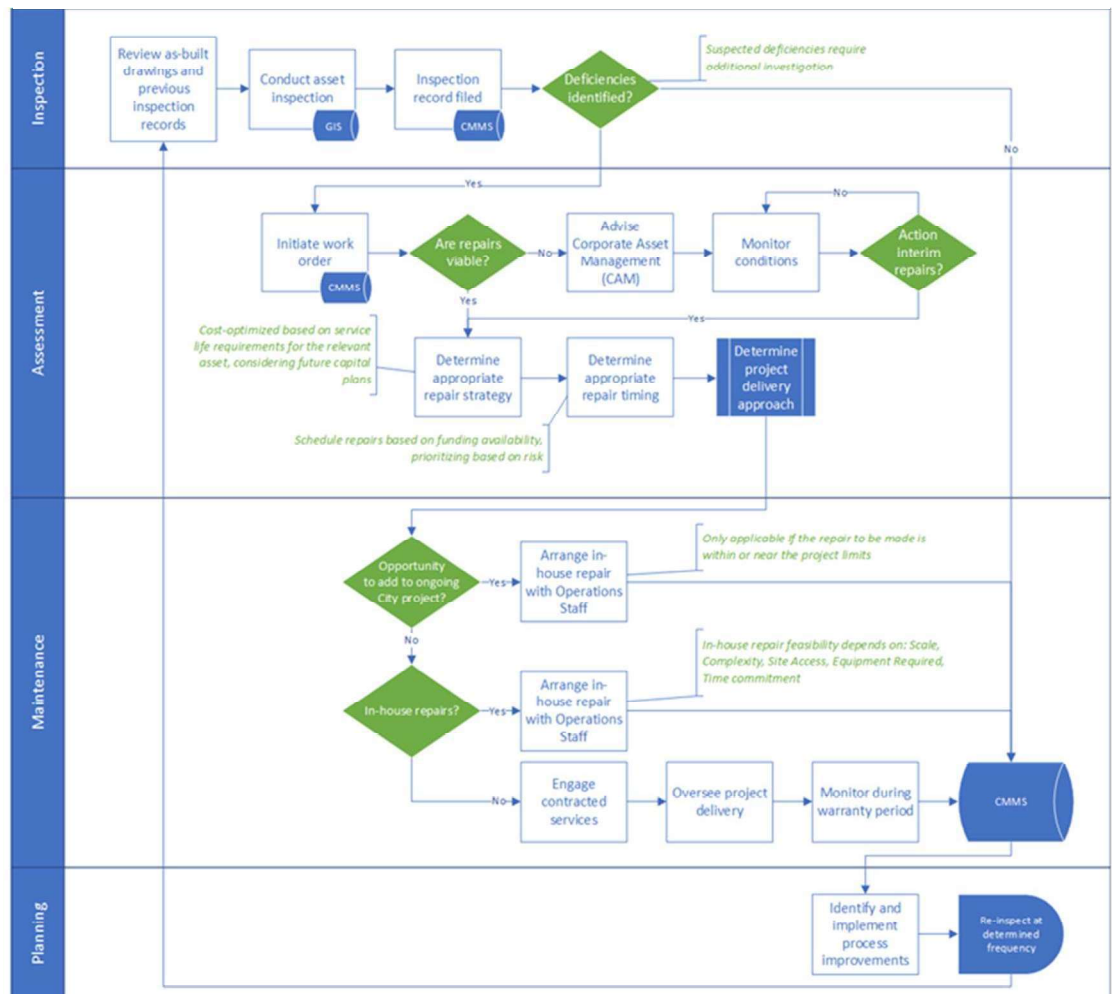 Inspection
Review as-built
drawings and
previous
inspection
records
Conduct asset
inspection
GIS
Inspection
record filed
CMMS
Deficiencies
identified?
Suspected deficiencies require
additional investigation
No
Yes
Assessment
Initiate work
order
CMMS
Are repairs
viable?
No
Advise
Corporate Asset
Management
(CAM)
Monitor
conditions
No
Action
interim
repairs?
Yes
Yes
Cost-optimized based on service
life requirements for the relevant
asset, considering future capital
plans
Determine
appropriate
repair strategy
Determine
appropriate
repair timing
Determine
project
delivery
approach
Schedule repairs based on funding availability,
prioritizing based on risk
Maintenance
Opportunity
to add to ongoing
City project?
Yes
Arrange in-
house repair
with Operations
Staff
Only applicable if the repair to be made is
within or near the project limits
No
In-house repairs?
Yes
Arrange in-
house repair
with Operations
Staff
In-house repair feasibility depends on: Scale,
Complexity, Site Access, Equipment Required,
Time commitment
No
Engage
contracted
services
Oversee project
delivery
Monitor during
warranty period
CMMS
Planning
Identify and
implement
process
improvements
Re-inspect at
determined
frequency